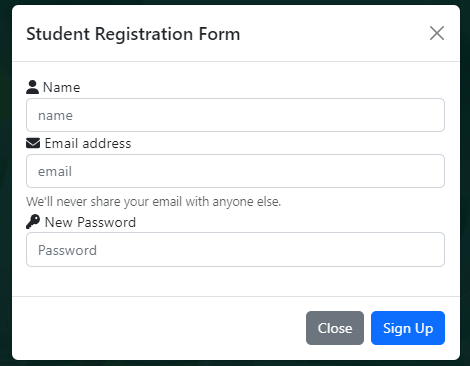 Student Registration Form
Name
name
Email address
email
We'll never share your email with anyone else.
New Password
Password
Close Sign Up